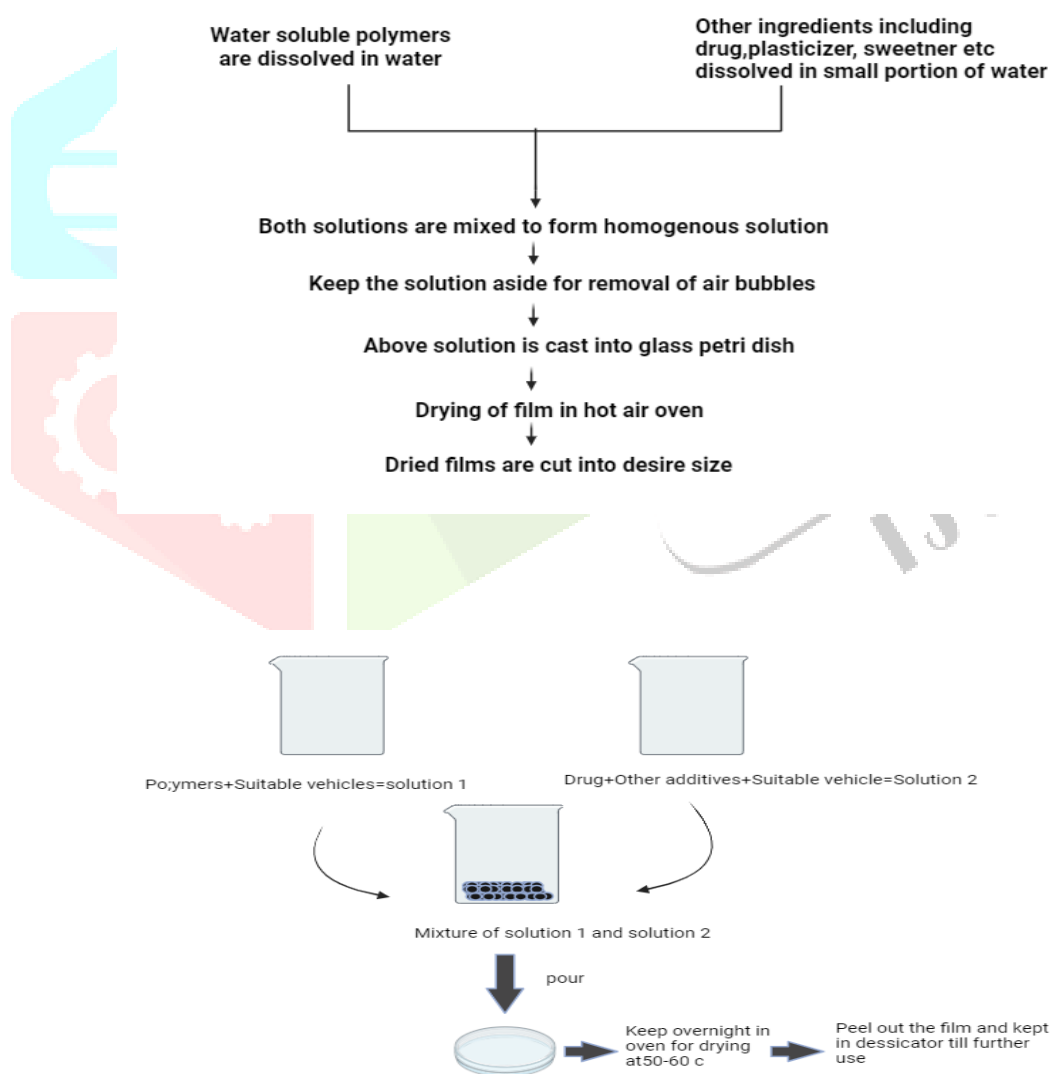 Water soluble polymers
are dissolved in water
Other ingredients including
drug,plasticizer, sweetner etc
dissolved in small portion of water
Both solutions are mixed to form homogenous solution
Keep the solution aside for removal of air bubbles
Above solution is cast into glass petri dish
Drying of film in hot air oven
Dried films are cut into desire size
Po;ymers+Suitable vehicles=solution 1
Drug+Other additives+Suitable vehicle=Solution 2
Mixture of solution 1 and solution 2
pour
Keep overnight in
oven for drying
at50-60 c
Peel out the film and kept
in dessicator till further
use